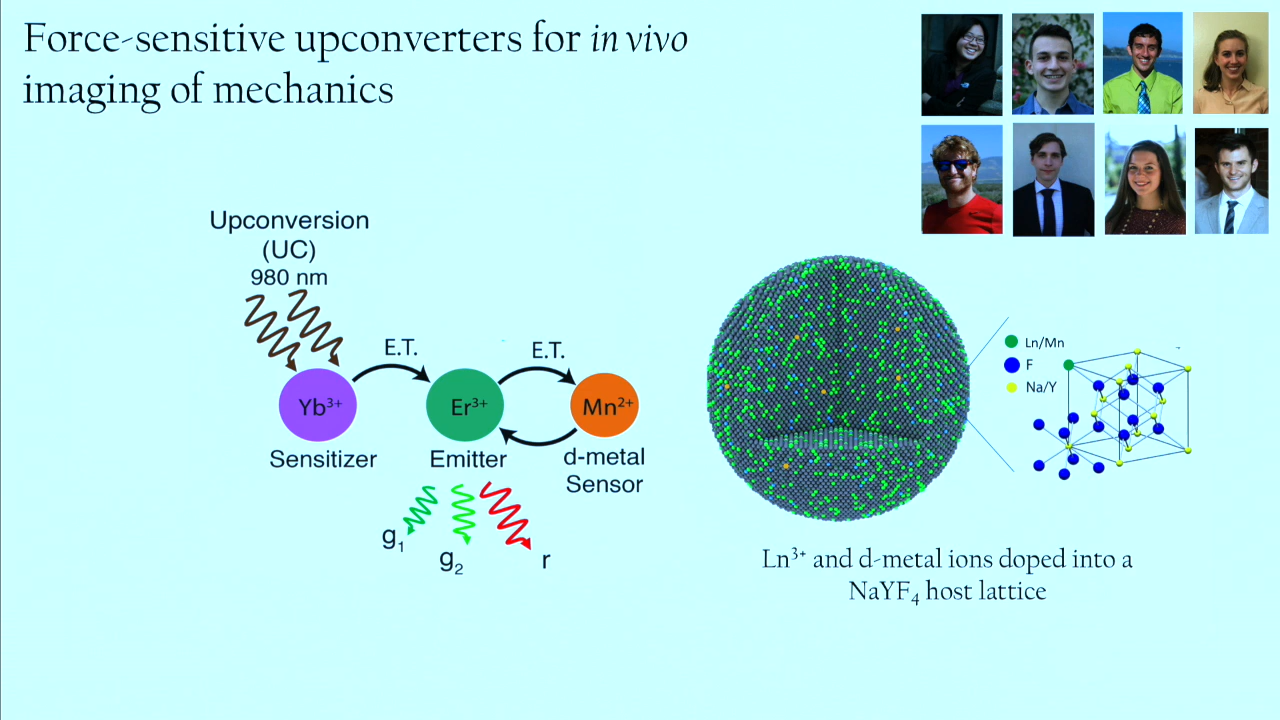 Force-sensitive upconverters for in vivo
imaging of mechanics
Upconversion
(UC)
980 nm
E.T.
E.T.
Yb³⁺
Er³⁺
Mn²⁺
Sensitizer
Emitter
d-metal
Sensor
g₁
g₂
r
Ln/Mn
F
Na/Y
Ln³⁺ and d-metal ions doped into a
NaYF₄ host lattice